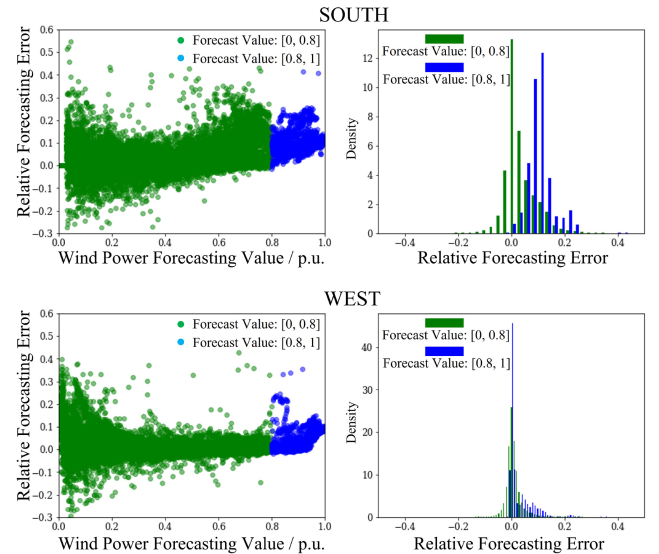 SOUTH
Relative Forecasting Error
0.6
0.5
0.4
0.3
0.2
0.1
0.0
−0.1
−0.2
−0.3
Forecast Value: [0, 0.8]
Forecast Value: [0.8, 1]
0.0 0.2 0.4 0.6 0.8 1.0
Wind Power Forecasting Value / p.u.
Density
12
10
8
6
4
2
0
Forecast Value: [0, 0.8]
Forecast Value: [0.8, 1]
−0.4 −0.2 0.0 0.2 0.4
Relative Forecasting Error
WEST
Relative Forecasting Error
0.6
0.5
0.4
0.3
0.2
0.1
0.0
−0.1
−0.2
−0.3
Forecast Value: [0, 0.8]
Forecast Value: [0.8, 1]
0.0 0.2 0.4 0.6 0.8 1.0
Wind Power Forecasting Value / p.u.
Density
40
30
20
10
0
Forecast Value: [0, 0.8]
Forecast Value: [0.8, 1]
−0.4 −0.2 0.0 0.2 0.4
Relative Forecasting Error